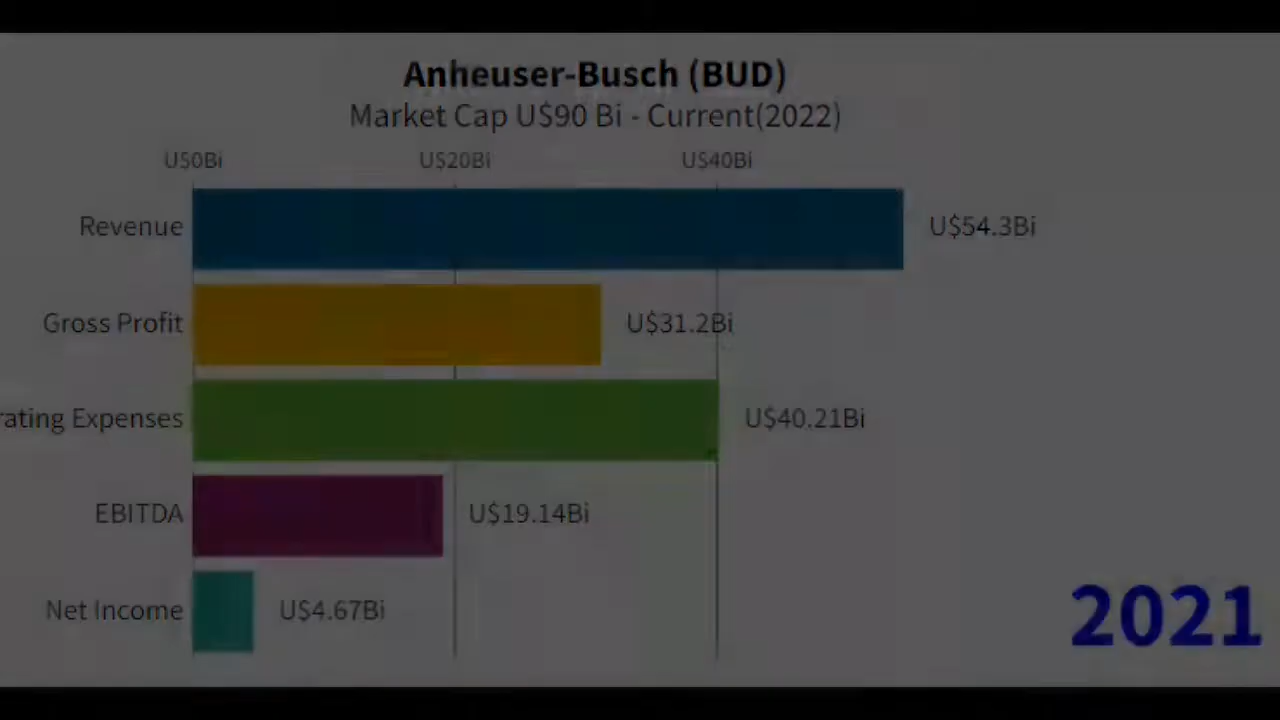 Anheuser-Busch (BUD)
Market Cap U$90 Bi - Current(2022)
U$0Bi U$20Bi U$40Bi
Revenue U$54.3Bi
Gross Profit U$31.2Bi
rating Expenses U$40.21Bi
EBITDA U$19.14Bi
Net Income U$4.67Bi
2021